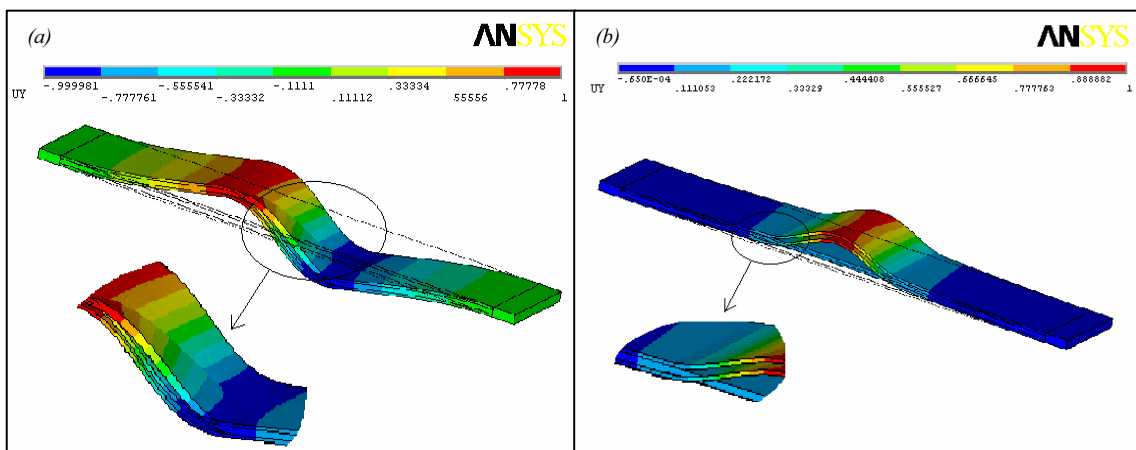 (a)
ANSYS
-.999981 -.555541 -.1111 .33334 .77778
UY -.777761 -.33332 .11112 55556 1
(b)
ANSYS
-.650E-04 .222172 .444408 .666645 .888882
UY .111053 .33329 .555527 .777763 1